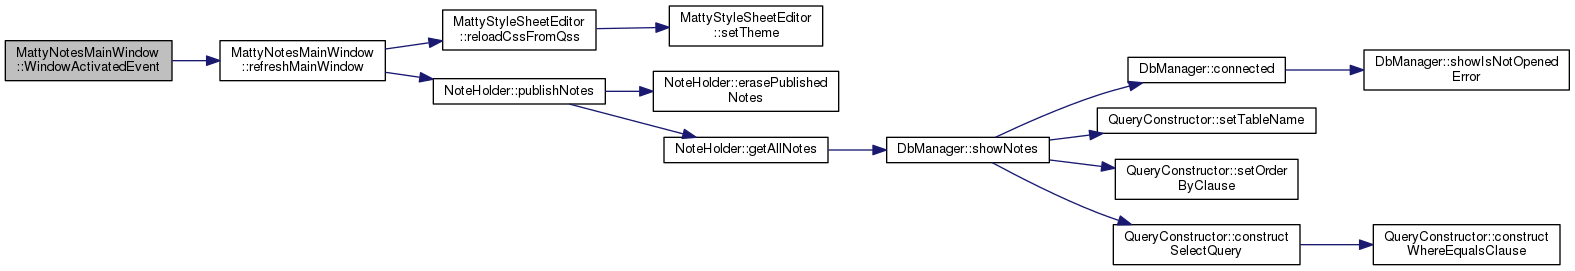 MattyNotesMainWindow
::WindowActivatedEvent
MattyNotesMainWindow
::refreshMainWindow
MattyStyleSheetEditor
::reloadCssFromQss
MattyStyleSheetEditor
::setTheme
NoteHolder::publishNotes
NoteHolder::erasePublished
Notes
NoteHolder::getAllNotes
DbManager::showNotes
DbManager::connected
DbManager::showIsNotOpened
Error
QueryConstructor::setTableName
QueryConstructor::setOrder
ByClause
QueryConstructor::construct
SelectQuery
QueryConstructor::construct
WhereEqualsClause